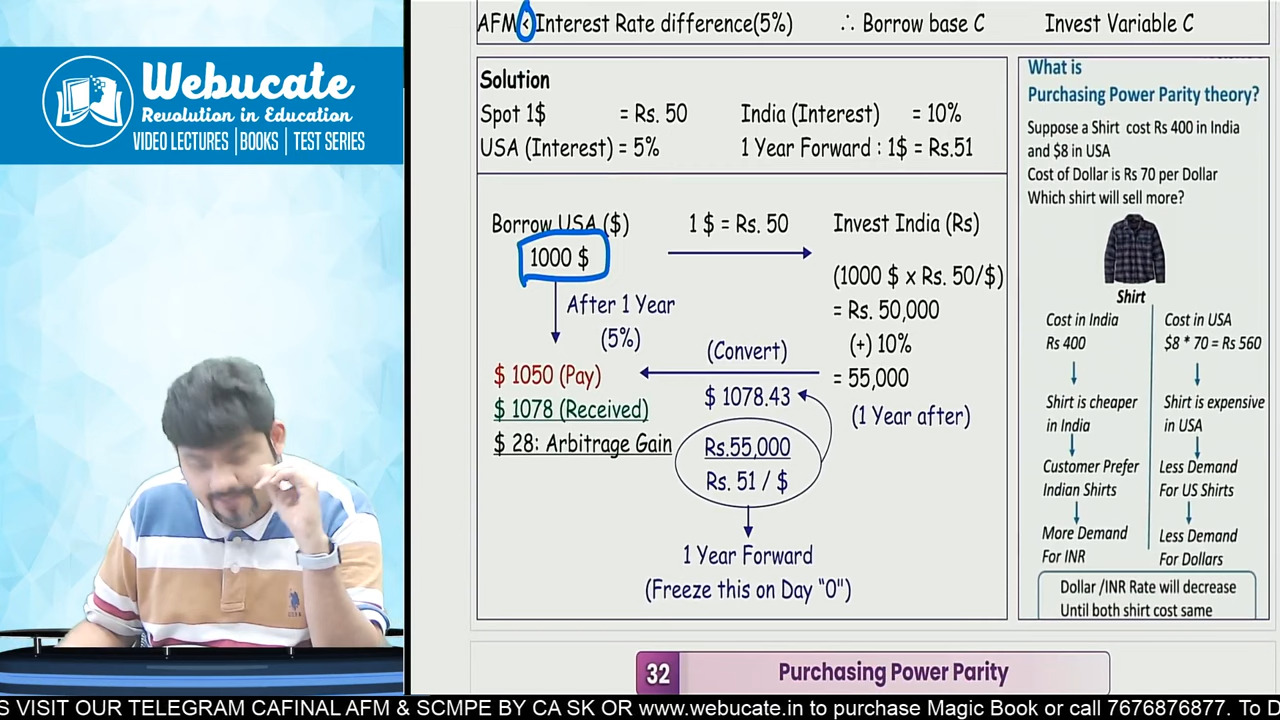 AFM < Interest Rate difference(5%) ∴ Borrow base C Invest Variable C
Webucate
Revolution in Education
VIDEO LECTURES | BOOKS | TEST SERIES
Solution
Spot 1$ = Rs. 50 India (Interest) = 10%
USA (Interest) = 5% 1 Year Forward : 1$ = Rs.51
Borrow USA ($) 1 $ = Rs. 50 Invest India (Rs)
1000 $
(1000 $ x Rs. 50/$)
After 1 Year
= Rs. 50,000
(5%)
(+) 10%
(Convert)
= 55,000
$ 1050 (Pay)
$ 1078.43
(1 Year after)
$ 1078 (Received)
$ 28: Arbitrage Gain
Rs.55,000
Rs. 51 / $
1 Year Forward
(Freeze this on Day "0")
What is
Purchasing Power Parity theory?
Suppose a Shirt cost Rs 400 in India
and $8 in USA
Cost of Dollar is Rs 70 per Dollar
Which shirt will sell more?
Shirt
Cost in India
Rs 400
Shirt is cheaper
in India
Customer Prefer
Indian Shirts
More Demand
For INR
Cost in USA
$8 * 70 = Rs 560
Shirt is expensive
in USA
Less Demand
For US Shirts
Less Demand
For Dollars
Dollar /INR Rate will decrease
Until both shirt cost same
32 Purchasing Power Parity
S VISIT OUR TELEGRAM CAFINAL AFM & SCMPE BY CA SK OR www.webucate.in to purchase Magic Book or call 7676876877. To D